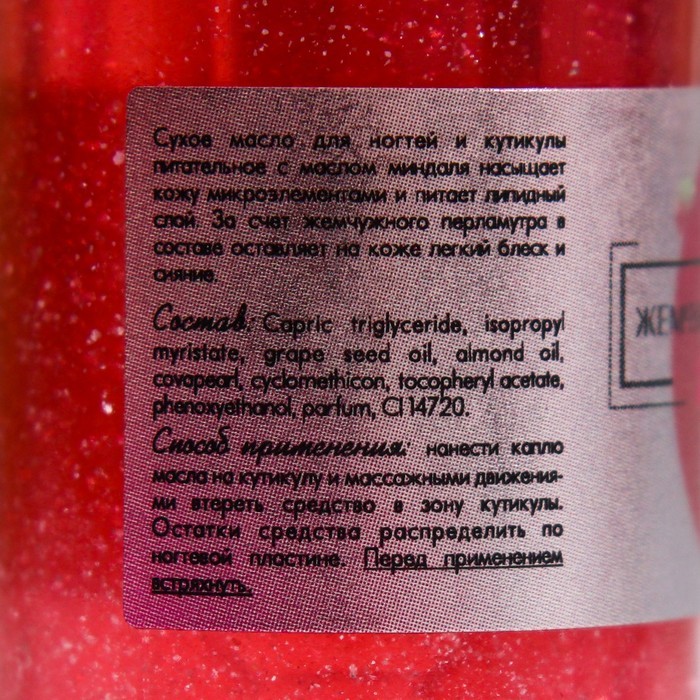 Сухое масло для ногтей и кутикулы
питательное с маслом миндаля насыщает
кожу микроэлементами и питает липидный
слой. За счет жемчужного перламутра в
составе оставляет на коже легкий блеск и
сияние.
Состав: Capric triglyceride, isopropyl
myristate, grape seed oil, almond oil,
covapearl, cyclomethicon, tocopheryl acetate,
phenoxyethanol, parfum, CI 14720.
Способ применения: нанести каплю
масла на кутикулу и массажными движения-
ми втереть средство в зону кутикулы.
Остатки средства распределить по
ногтевой пластине. Перед применением
встряхнуть.